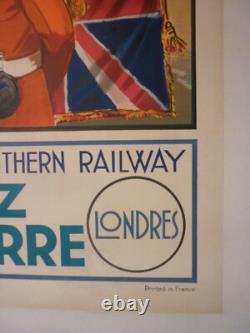 THERN RAILWAY
Z
RRE
LONDRES
Printed in France